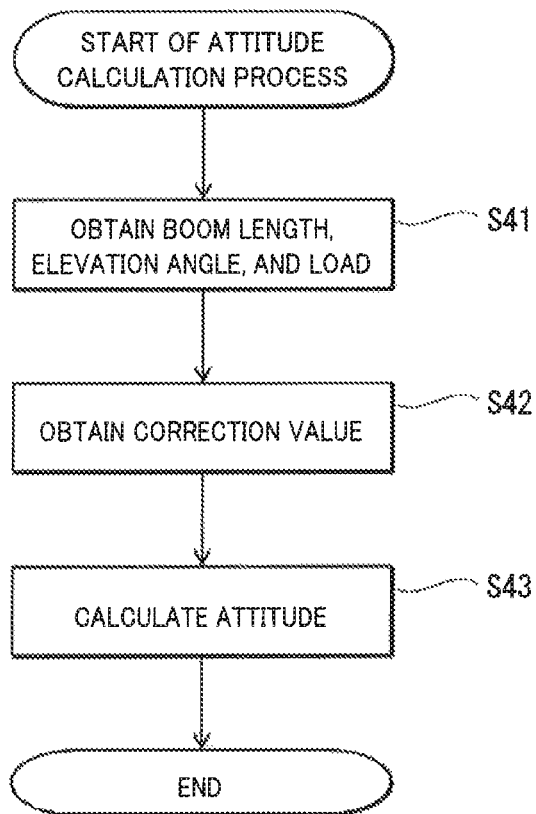 START OF ATTITUDE
CALCULATION PROCESS
OBTAIN BOOM LENGTH,
ELEVATION ANGLE, AND LOAD
S41
OBTAIN CORRECTION VALUE
S42
CALCULATE ATTITUDE
S43
END